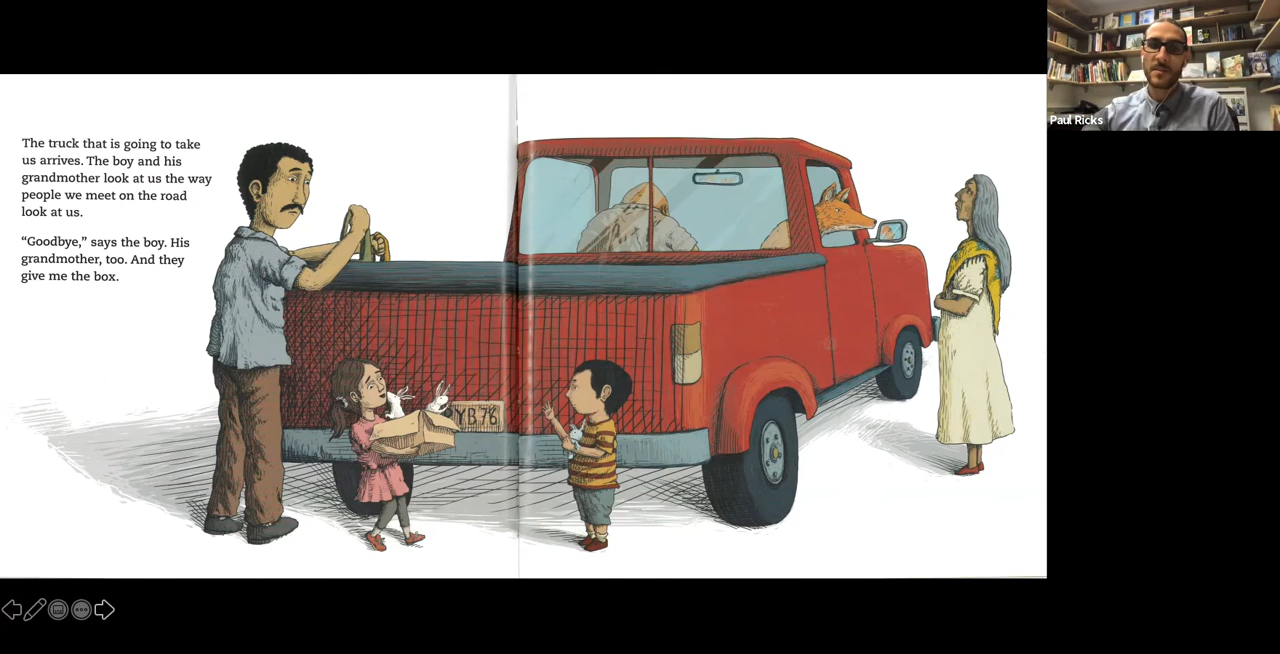 The truck that is going to take
us arrives. The boy and his
grandmother look at us the way
people we meet on the road
look at us.
“Goodbye,” says the boy. His
grandmother, too. And they
give me the box.
YB76
Paul Ricks